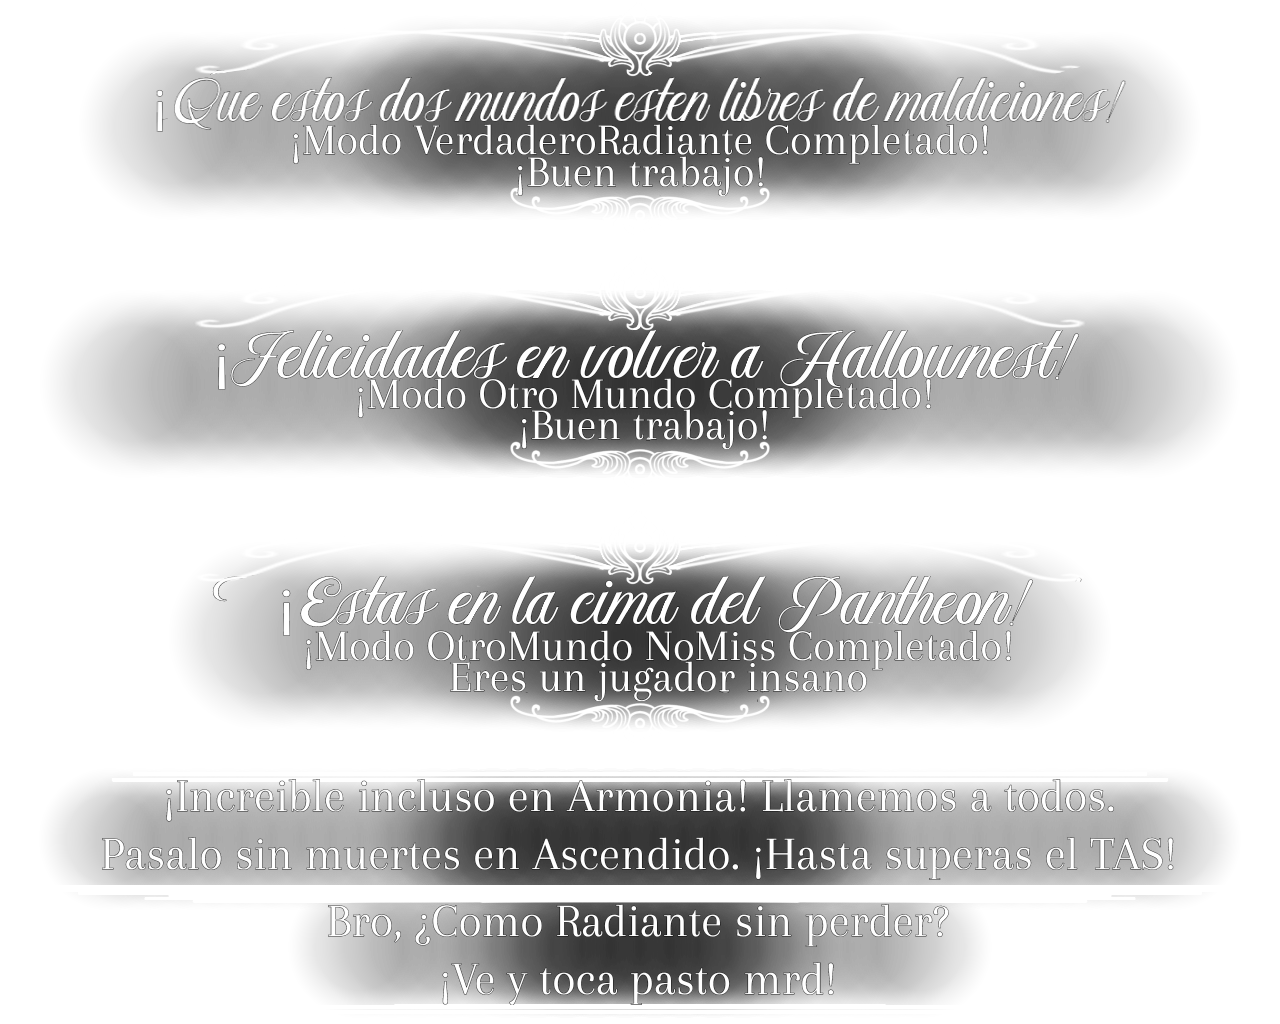 ¡Que estos dos mundos esten libres de maldiciones!
¡Modo VerdaderoRadiante Completado!
¡Buen trabajo!
¡Felicidades en volver a Hallownest!
¡Modo Otro Mundo Completado!
¡Buen trabajo!
¡Estas en la cima del Pantheon!
¡Modo OtroMundo NoMiss Completado!
Eres un jugador insano
¡Increible incluso en Armonia! Llamemos a todos.
Pasalo sin muertes en Ascendido. ¡Hasta superas el TAS!
Bro, ¿Como Radiante sin perder?
¡Ve y toca pasto mrd!